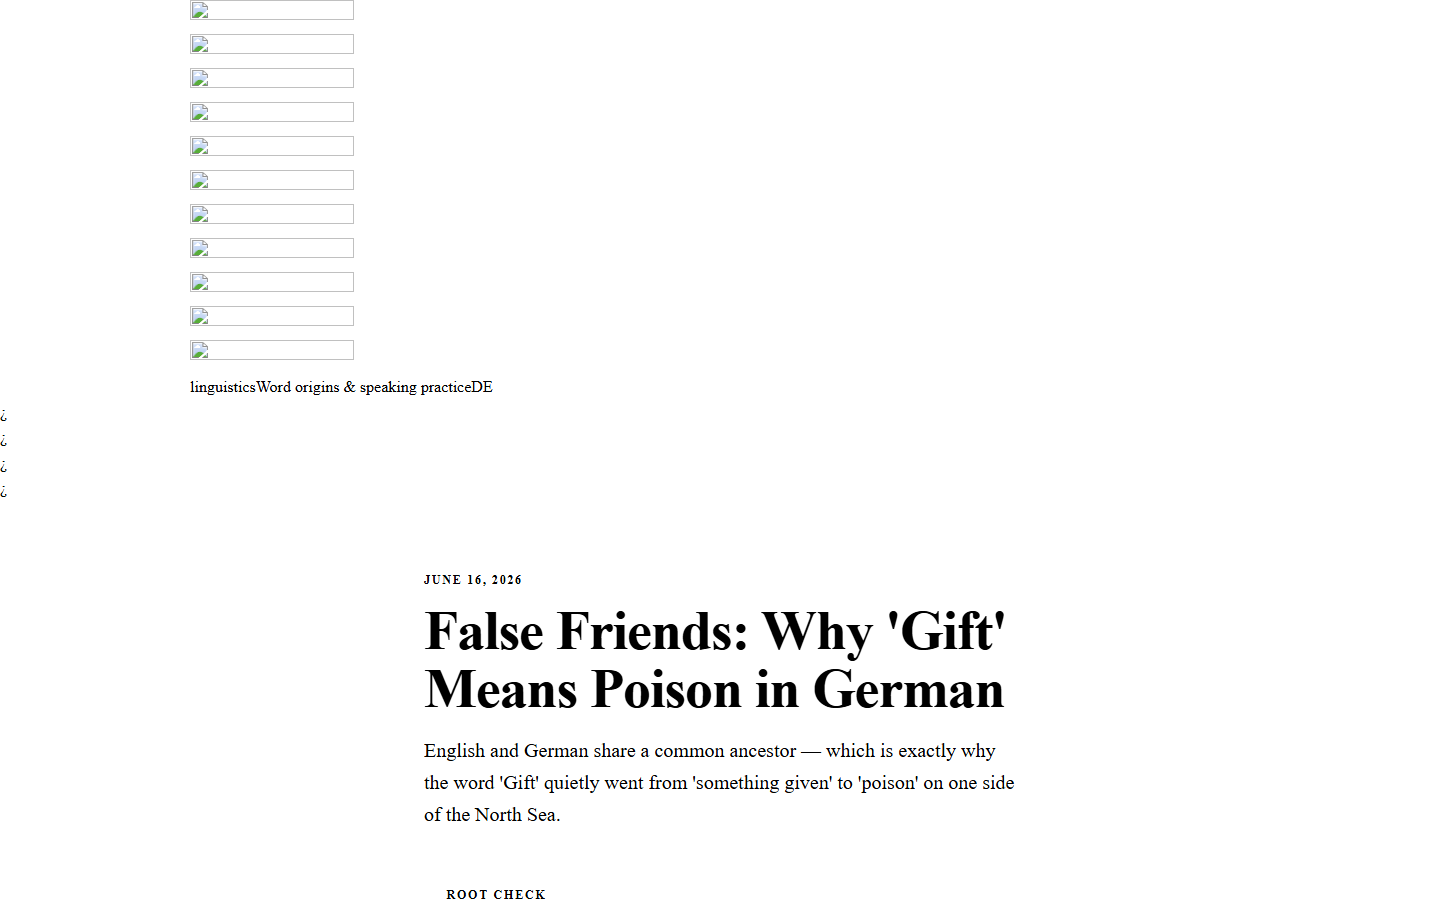 linguisticsWord origins & speaking practiceDE
¿
¿
¿
¿
JUNE 16, 2026
False Friends: Why 'Gift'
Means Poison in German
English and German share a common ancestor — which is exactly why
the word 'Gift' quietly went from 'something given' to 'poison' on one side
of the North Sea.
ROOT CHECK